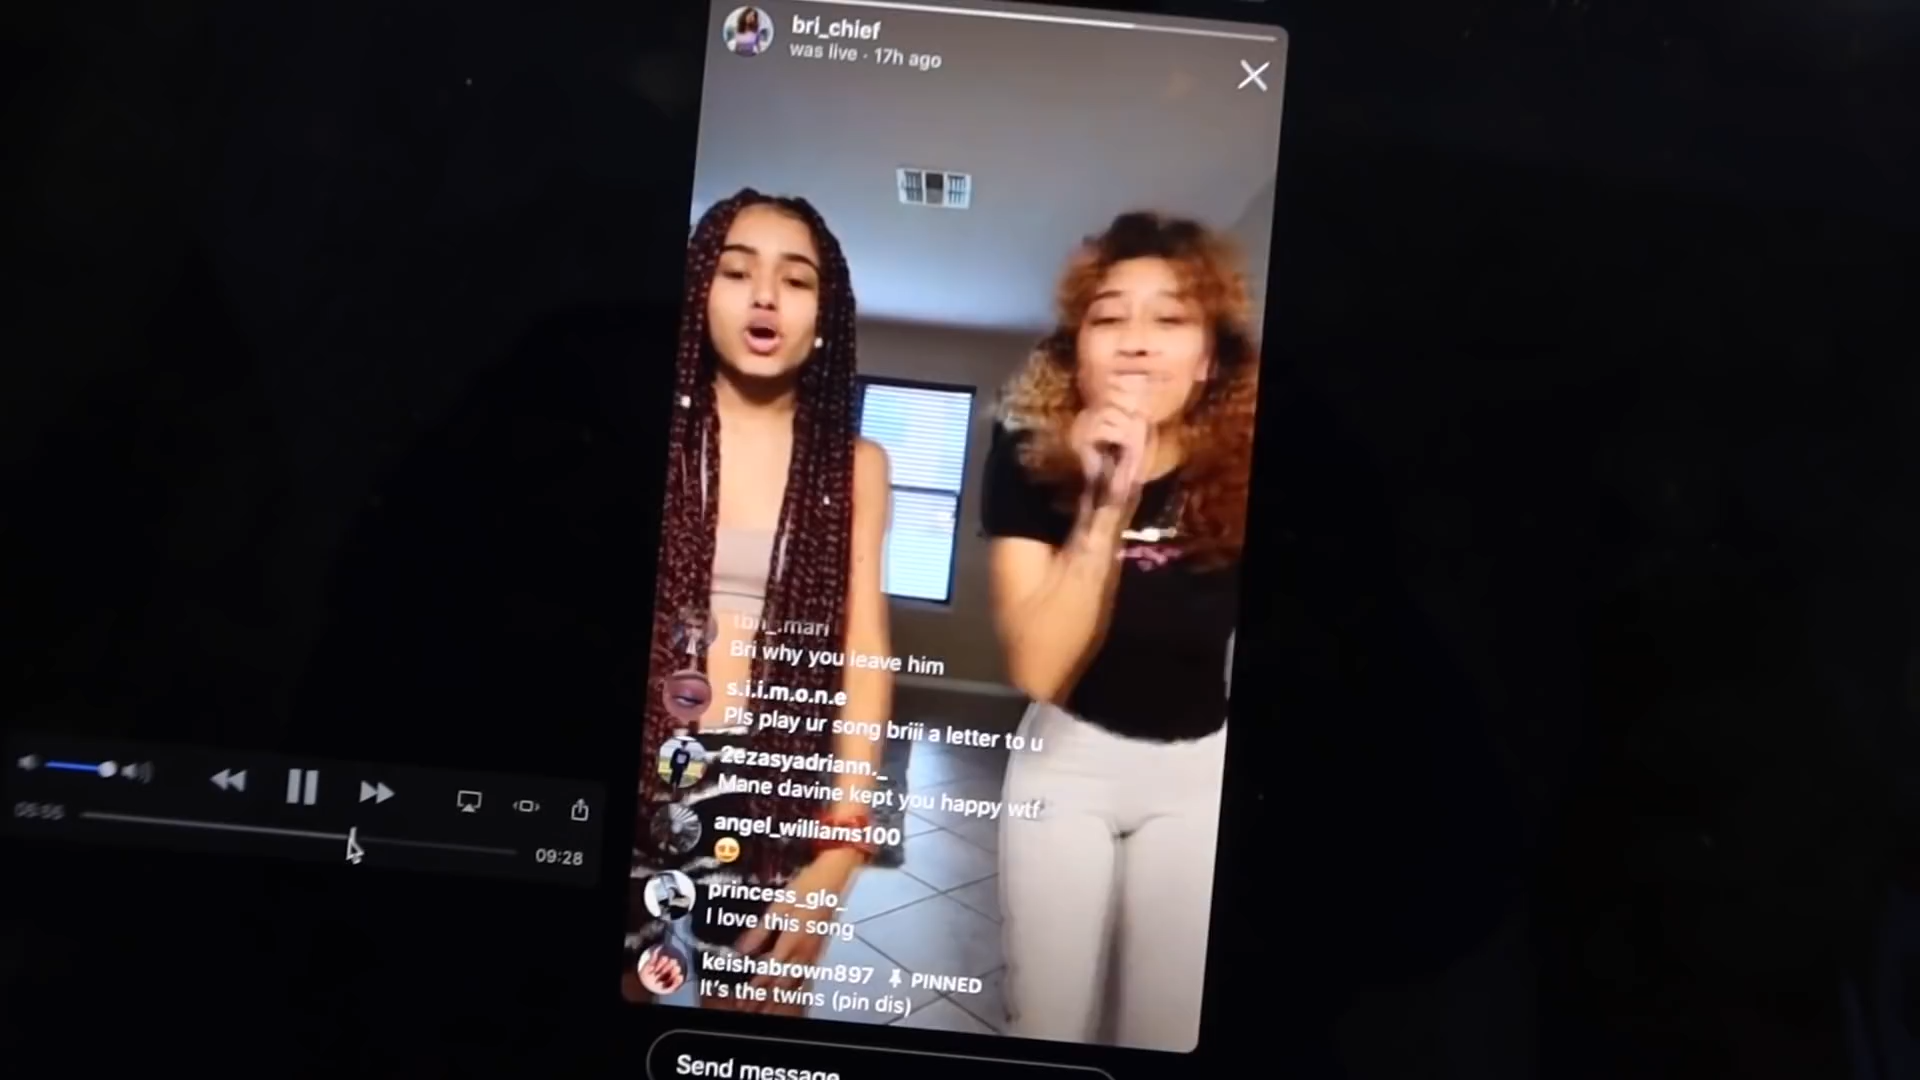 bri_chief
was live · 17h ago
Bri why you leave him
s.i.i.m.o.n.e
Pls play ur song briii a letter to u
2ezasyadriann._
Mane davine kept you happy wtf
angel_williams100
😍
princess_glo_
I love this song
keishabrown897 PINNED
It's the twins (pin dis)
09:28
Send message